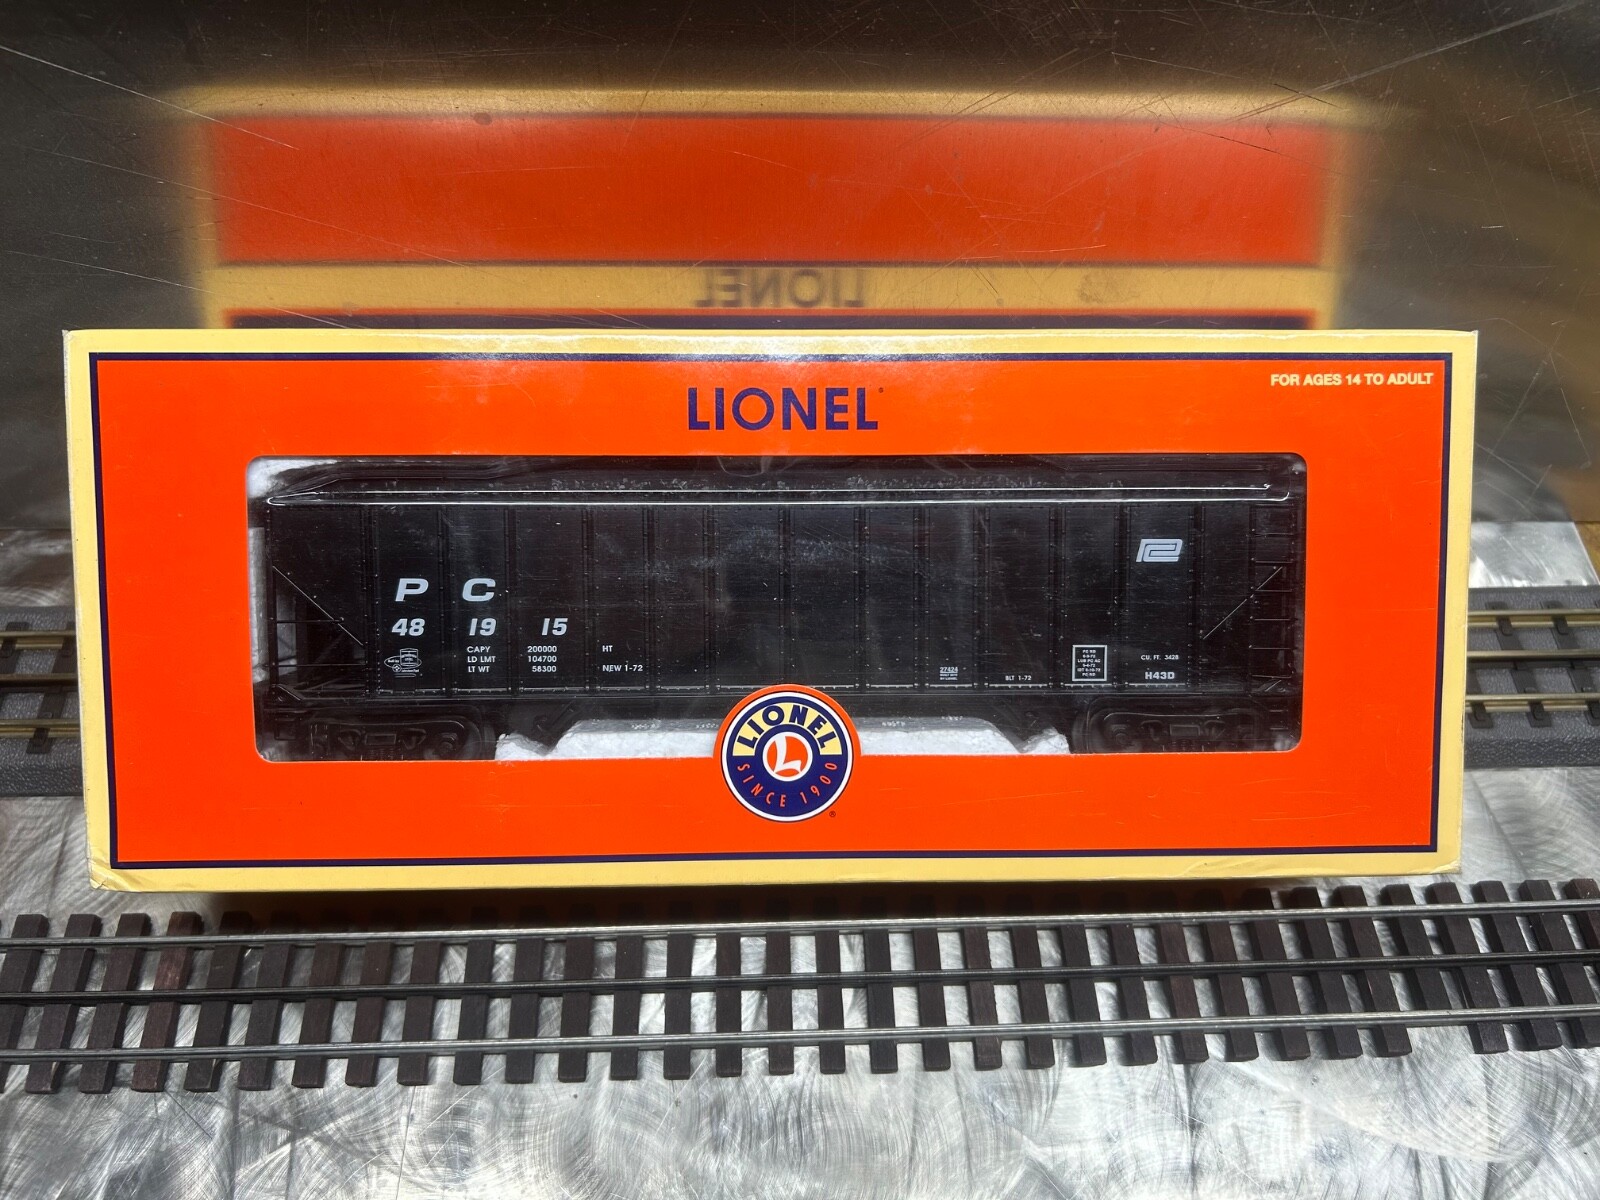 LIONEL
LIONEL
FOR AGES 14 TO ADULT
P C
48 19 15
CAPY 200000 HT
LD LMT 104700
LT WT 58300 NEW 1-72
27424
BLT 1-72
CU. FT. 3428
H43D
LIONEL
SINCE 1900